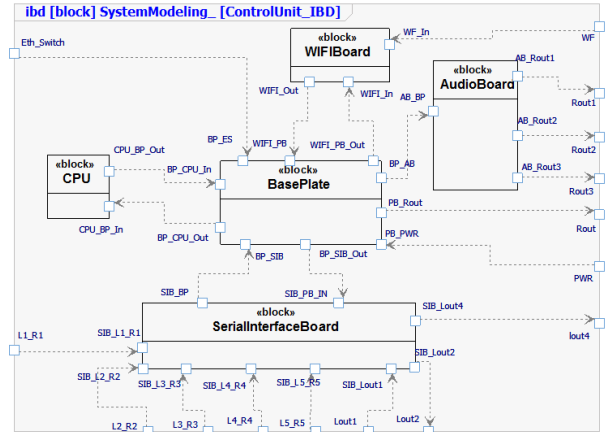 ibd [block] SystemModeling_ [ControlUnit_IBD]
Eth_Switch
«block»
WIFIBoard
WF_In
WF
WIFI_Out
WIFI_In
«block»
AudioBoard
AB_BP
AB_Rout1
Rout1
AB_Rout2
Rout2
AB_Rout3
Rout3
BP_ES
WIFI_PB
WIFI_PB_Out
CPU_BP_Out
«block»
CPU
CPU_BP_In
BP_CPU_In
«block»
BasePlate
BP_AB
PB_Rout
Rout
BP_CPU_Out
PB_PWR
PWR
BP_SIB
BP_SIB_Out
SIB_BP
SIB_PB_IN
«block»
SerialInterfaceBoard
SIB_Lout4
lout4
L1_R1
SIB_L1_R1
SIB_Lout2
SIB_L2_R2
SIB_L3_R3
SIB_L4_R4
SIB_L5_R5
SIB_Lout1
L2_R2
L3_R3
L4_R4
L5_R5
Lout1
Lout2